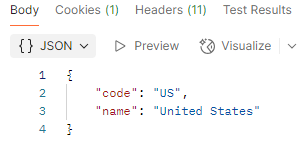 Body Cookies (1) Headers (11) Test Results
{} JSON Preview Visualize
1 {
2 "code": "US",
3 "name": "United States"
4 }